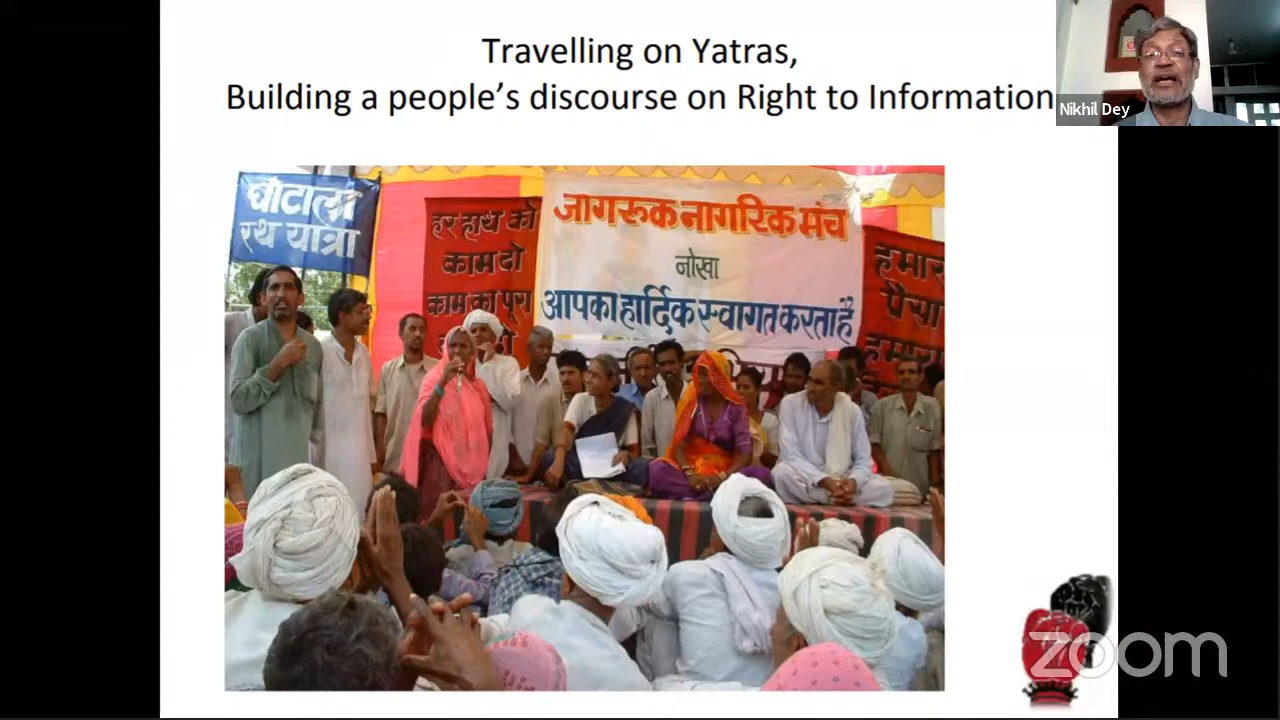 Travelling on Yatras,
Building a people's discourse on Right to Information
Nikhil Dey
घोटाला
रथ यात्रा
हर हाथ को
काम दो
काम का पूरा
जागरुक नागरिक मंच
नोखा
आपका हार्दिक स्वागत करता है
हमारा
पैसा
हमारा
zoom